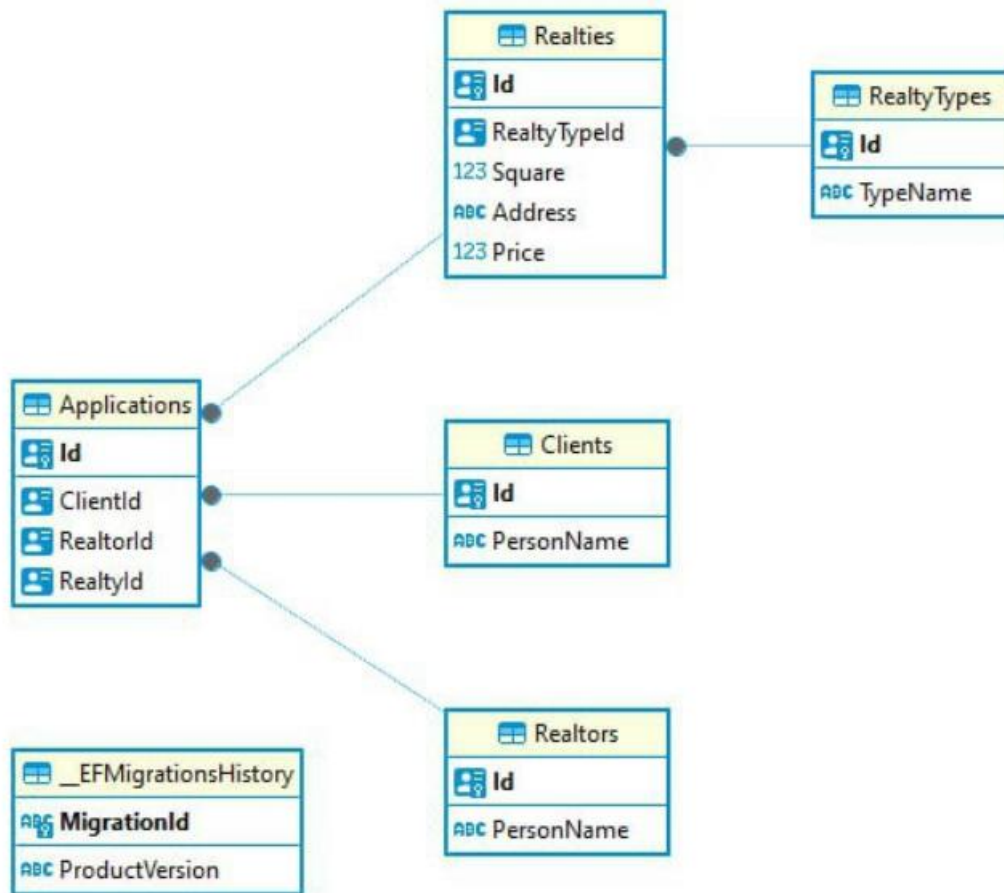 Realties
Id
RealtyTypeId
123 Square
ABC Address
123 Price
RealtyTypes
Id
ABC TypeName
Applications
Id
ClientId
RealtorId
RealtyId
Clients
Id
ABC PersonName
Realtors
Id
ABC PersonName
__EFMigrationsHistory
ABC MigrationId
ABC ProductVersion